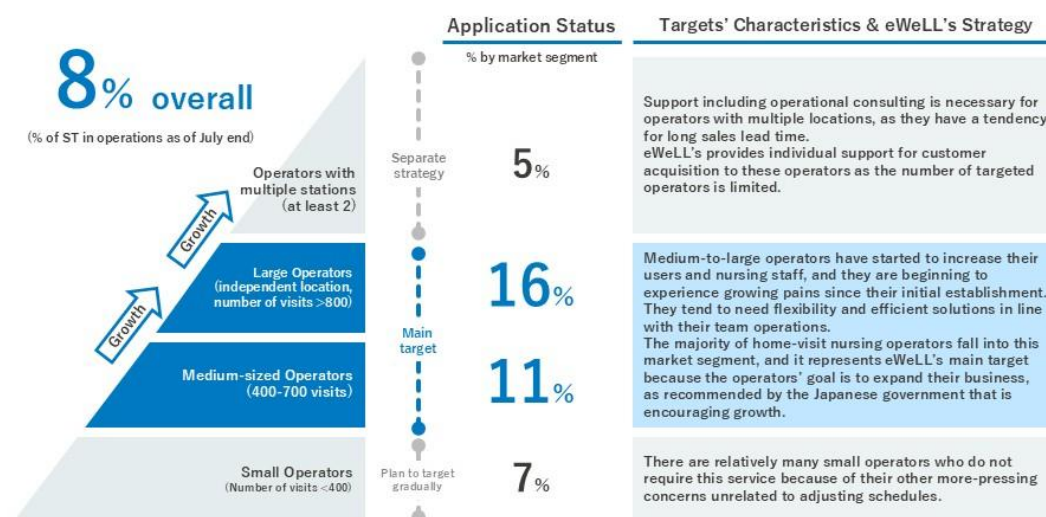 Application Status
Targets' Characteristics & eWeLL's Strategy
% by market segment
8% overall
(% of ST in operations as of July end)
Operators with
multiple stations
(at least 2)
Separate
strategy
5%
Support including operational consulting is necessary for
operators with multiple locations, as they have a tendency
for long sales lead time.
eWeLL's provides individual support for customer
acquisition to these operators as the number of targeted
operators is limited.
Growth
Large Operators
(independent location,
number of visits >800)
16%
Growth
Main
target
Medium-sized Operators
(400-700 visits)
11%
Medium-to-large operators have started to increase their
users and nursing staff, and they are beginning to
experience growing pains since their initial establishment.
They tend to need flexibility and efficient solutions in line
with their team operations.
The majority of home-visit nursing operators fall into this
market segment, and it represents eWeLL's main target
because the operators' goal is to expand their business,
as recommended by the Japanese government that is
encouraging growth.
Small Operators
(Number of visits <400)
Plan to target
gradually
7%
There are relatively many small operators who do not
require this service because of their other more-pressing
concerns unrelated to adjusting schedules.